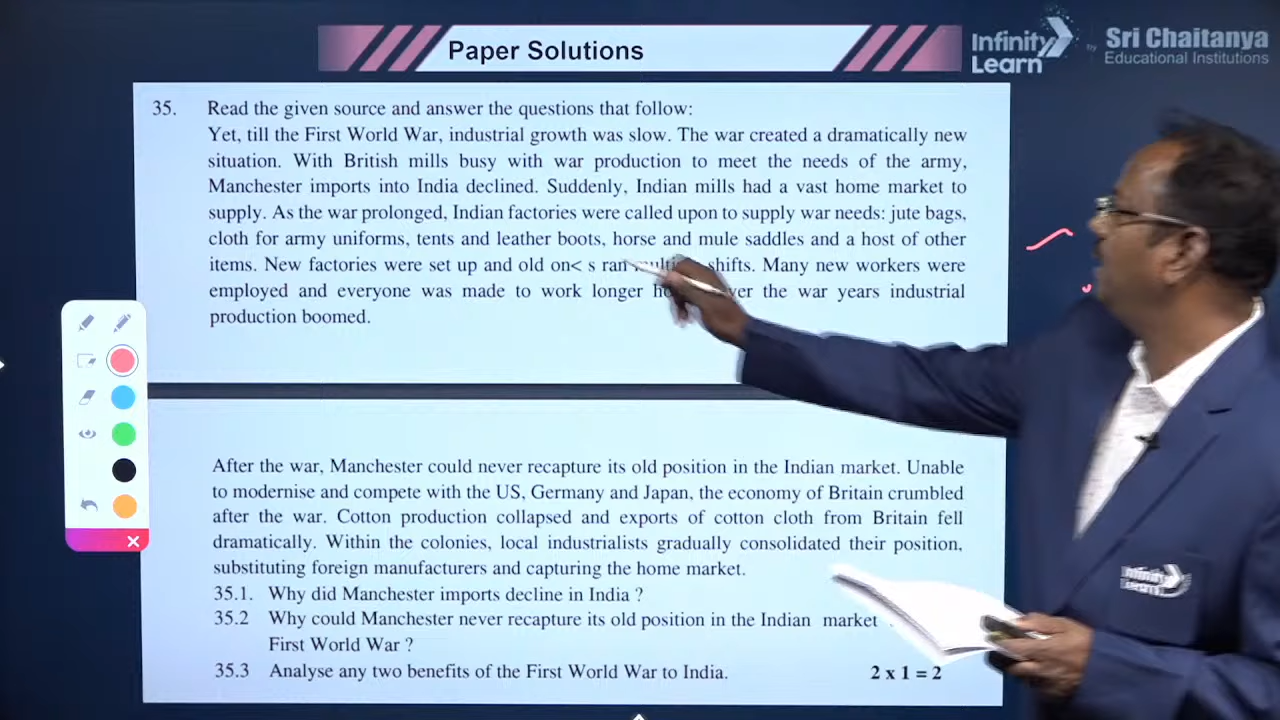 Paper Solutions
Infinity Learn
by Sri Chaitanya
Educational Institutions
35. Read the given source and answer the questions that follow:
Yet, till the First World War, industrial growth was slow. The war created a dramatically new
situation. With British mills busy with war production to meet the needs of the army,
Manchester imports into India declined. Suddenly, Indian mills had a vast home market to
supply. As the war prolonged, Indian factories were called upon to supply war needs: jute bags,
cloth for army uniforms, tents and leather boots, horse and mule saddles and a host of other
items. New factories were set up and old on< s ran shifts. Many new workers were
employed and everyone was made to work longer the war years industrial
production boomed.
After the war, Manchester could never recapture its old position in the Indian market. Unable
to modernise and compete with the US, Germany and Japan, the economy of Britain crumbled
after the war. Cotton production collapsed and exports of cotton cloth from Britain fell
dramatically. Within the colonies, local industrialists gradually consolidated their position,
substituting foreign manufacturers and capturing the home market.
35.1. Why did Manchester imports decline in India ?
35.2 Why could Manchester never recapture its old position in the Indian market
First World War ?
35.3 Analyse any two benefits of the First World War to India. 2 x 1 = 2
Infinity Learn